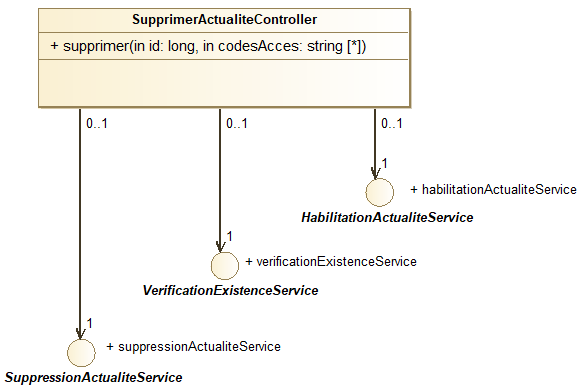 SupprimerActualiteController
+ supprimer(in id: long, in codesAcces: string [*])
0..1
0..1
0..1
1
+ habilitationActualiteService
HabilitationActualiteService
1
+ verificationExistenceService
VerificationExistenceService
1
+ suppressionActualiteService
SuppressionActualiteService